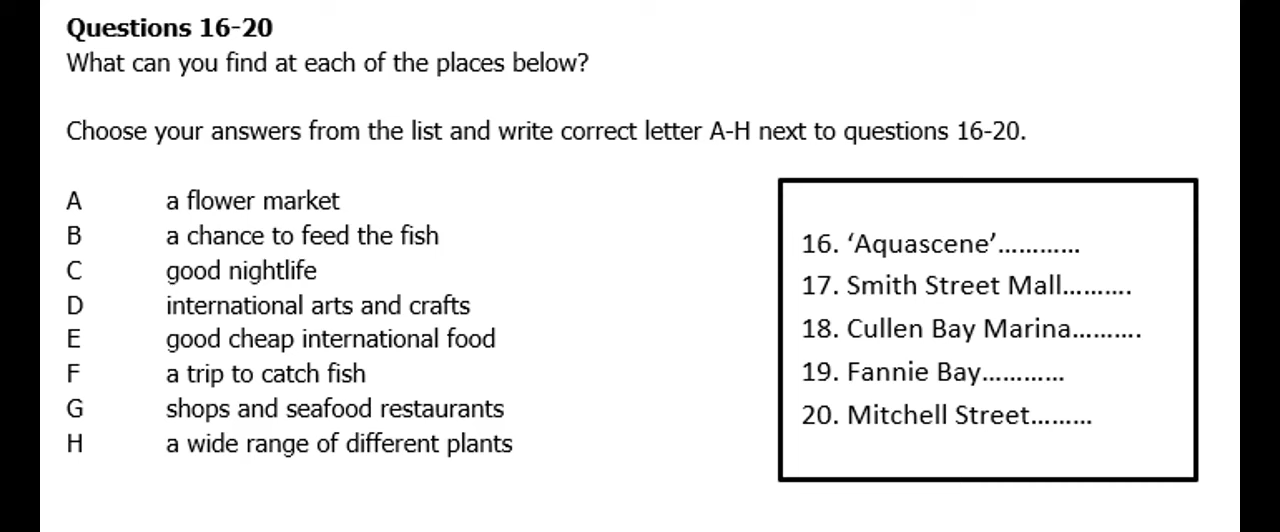 Questions 16-20
What can you find at each of the places below?
Choose your answers from the list and write correct letter A-H next to questions 16-20.
A a flower market
B a chance to feed the fish
C good nightlife
D international arts and crafts
E good cheap international food
F a trip to catch fish
G shops and seafood restaurants
H a wide range of different plants
16. ‘Aquascene’............
17. Smith Street Mall..........
18. Cullen Bay Marina..........
19. Fannie Bay............
20. Mitchell Street.........